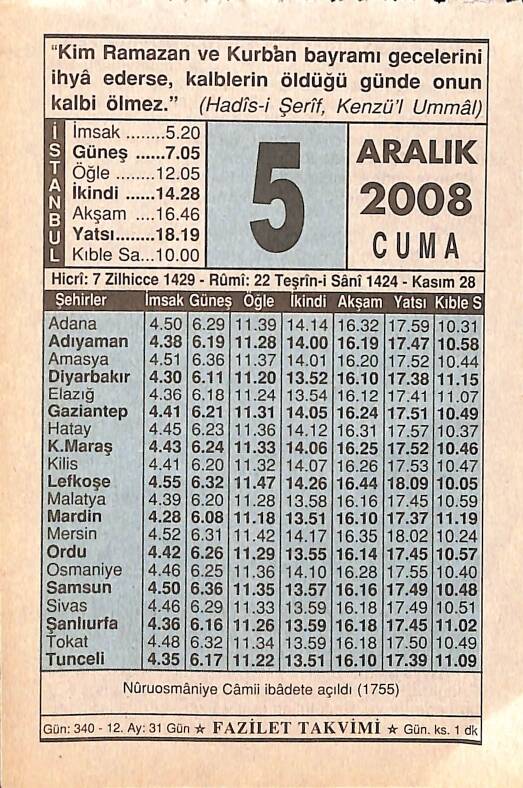 “Kim Ramazan ve Kurbân bayramı gecelerini
ihyâ ederse, kalblerin öldüğü günde onun
kalbi ölmez.” (Hadîs-i Şerîf, Kenzü'l Ummâl)
İSTANBUL
İmsak ........5.20
Güneş ......7.05
Öğle ........12.05
İkindi ......14.28
Akşam ....16.46
Yatsı........18.19
Kıble Sa...10.00
5
ARALIK
2008
CUMA
Hicrî: 7 Zilhicce 1429 - Rûmî: 22 Teşrîn-i Sânî 1424 - Kasım 28
Şehirler İmsak Güneş Öğle İkindi Akşam Yatsı Kıble S
Adana 4.50 6.29 11.39 14.14 16.32 17.59 10.31
Adıyaman 4.38 6.19 11.28 14.00 16.19 17.47 10.58
Amasya 4.51 6.36 11.37 14.01 16.20 17.52 10.44
Diyarbakır 4.30 6.11 11.20 13.52 16.10 17.38 11.15
Elazığ 4.36 6.18 11.24 13.54 16.12 17.41 11.07
Gaziantep 4.41 6.21 11.31 14.05 16.24 17.51 10.49
Hatay 4.45 6.23 11.36 14.12 16.31 17.57 10.37
K.Maraş 4.43 6.24 11.33 14.06 16.25 17.52 10.46
Kilis 4.41 6.20 11.32 14.07 16.26 17.53 10.47
Lefkoşe 4.55 6.32 11.47 14.26 16.44 18.09 10.05
Malatya 4.39 6.20 11.28 13.58 16.16 17.45 10.59
Mardin 4.28 6.08 11.18 13.51 16.10 17.37 11.19
Mersin 4.52 6.31 11.42 14.17 16.35 18.02 10.24
Ordu 4.42 6.26 11.29 13.55 16.14 17.45 10.57
Osmaniye 4.46 6.25 11.36 14.10 16.28 17.55 10.40
Samsun 4.50 6.36 11.35 13.57 16.16 17.49 10.48
Sivas 4.46 6.29 11.33 13.59 16.18 17.49 10.51
Şanlıurfa 4.36 6.16 11.26 13.59 16.18 17.45 11.02
Tokat 4.48 6.32 11.34 13.59 16.18 17.50 10.49
Tunceli 4.35 6.17 11.22 13.51 16.10 17.39 11.09
Nûruosmâniye Câmii ibâdete açıldı (1755)
Gün: 340 - 12. Ay: 31 Gün ☆ FAZİLET TAKVİMİ ☆ Gün. ks. 1 dk